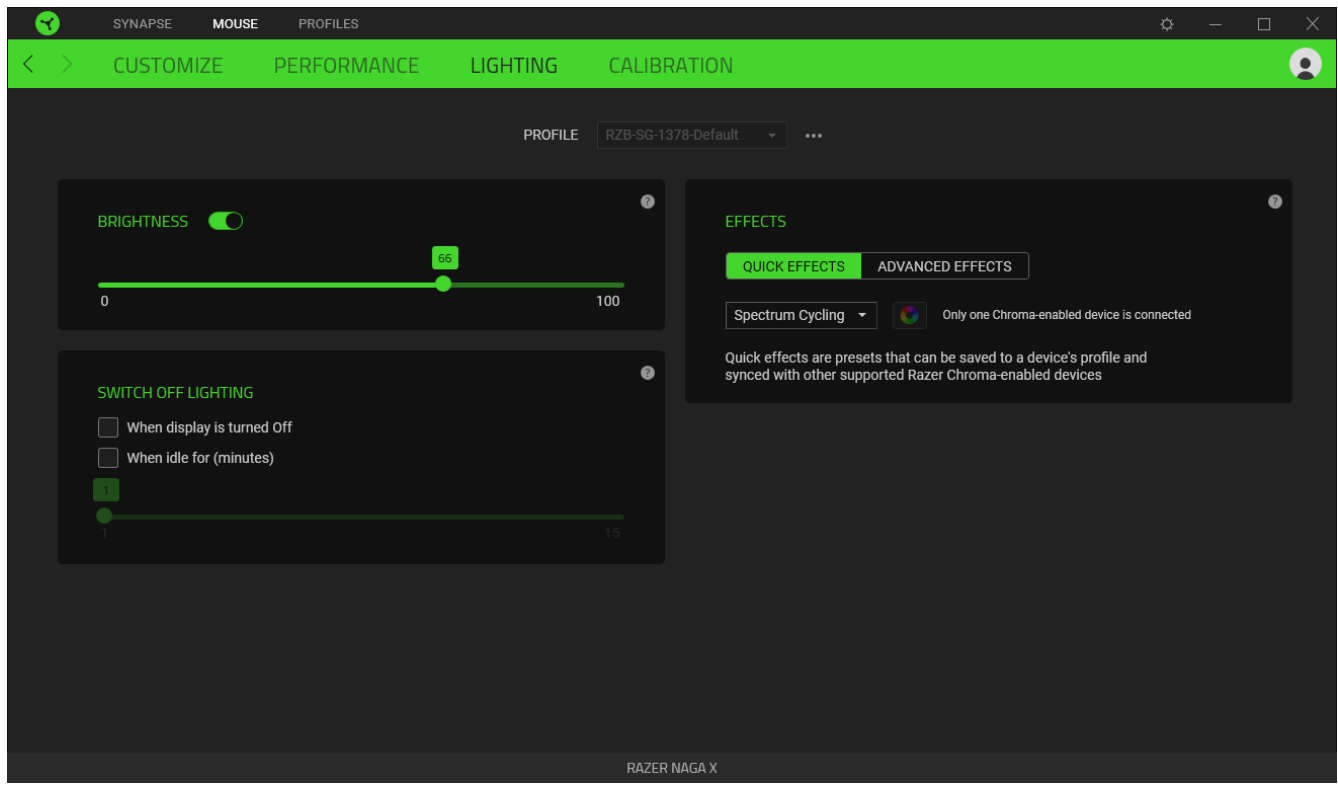 SYNAPSE MOUSE PROFILES
CUSTOMIZE PERFORMANCE LIGHTING CALIBRATION
PROFILE RZB-SG-1378-Default
BRIGHTNESS
66
0 100
SWITCH OFF LIGHTING
When display is turned Off
When idle for (minutes)
1
1 15
EFFECTS
QUICK EFFECTS ADVANCED EFFECTS
Spectrum Cycling Only one Chroma-enabled device is connected
Quick effects are presets that can be saved to a device's profile and
synced with other supported Razer Chroma-enabled devices
RAZER NAGA X